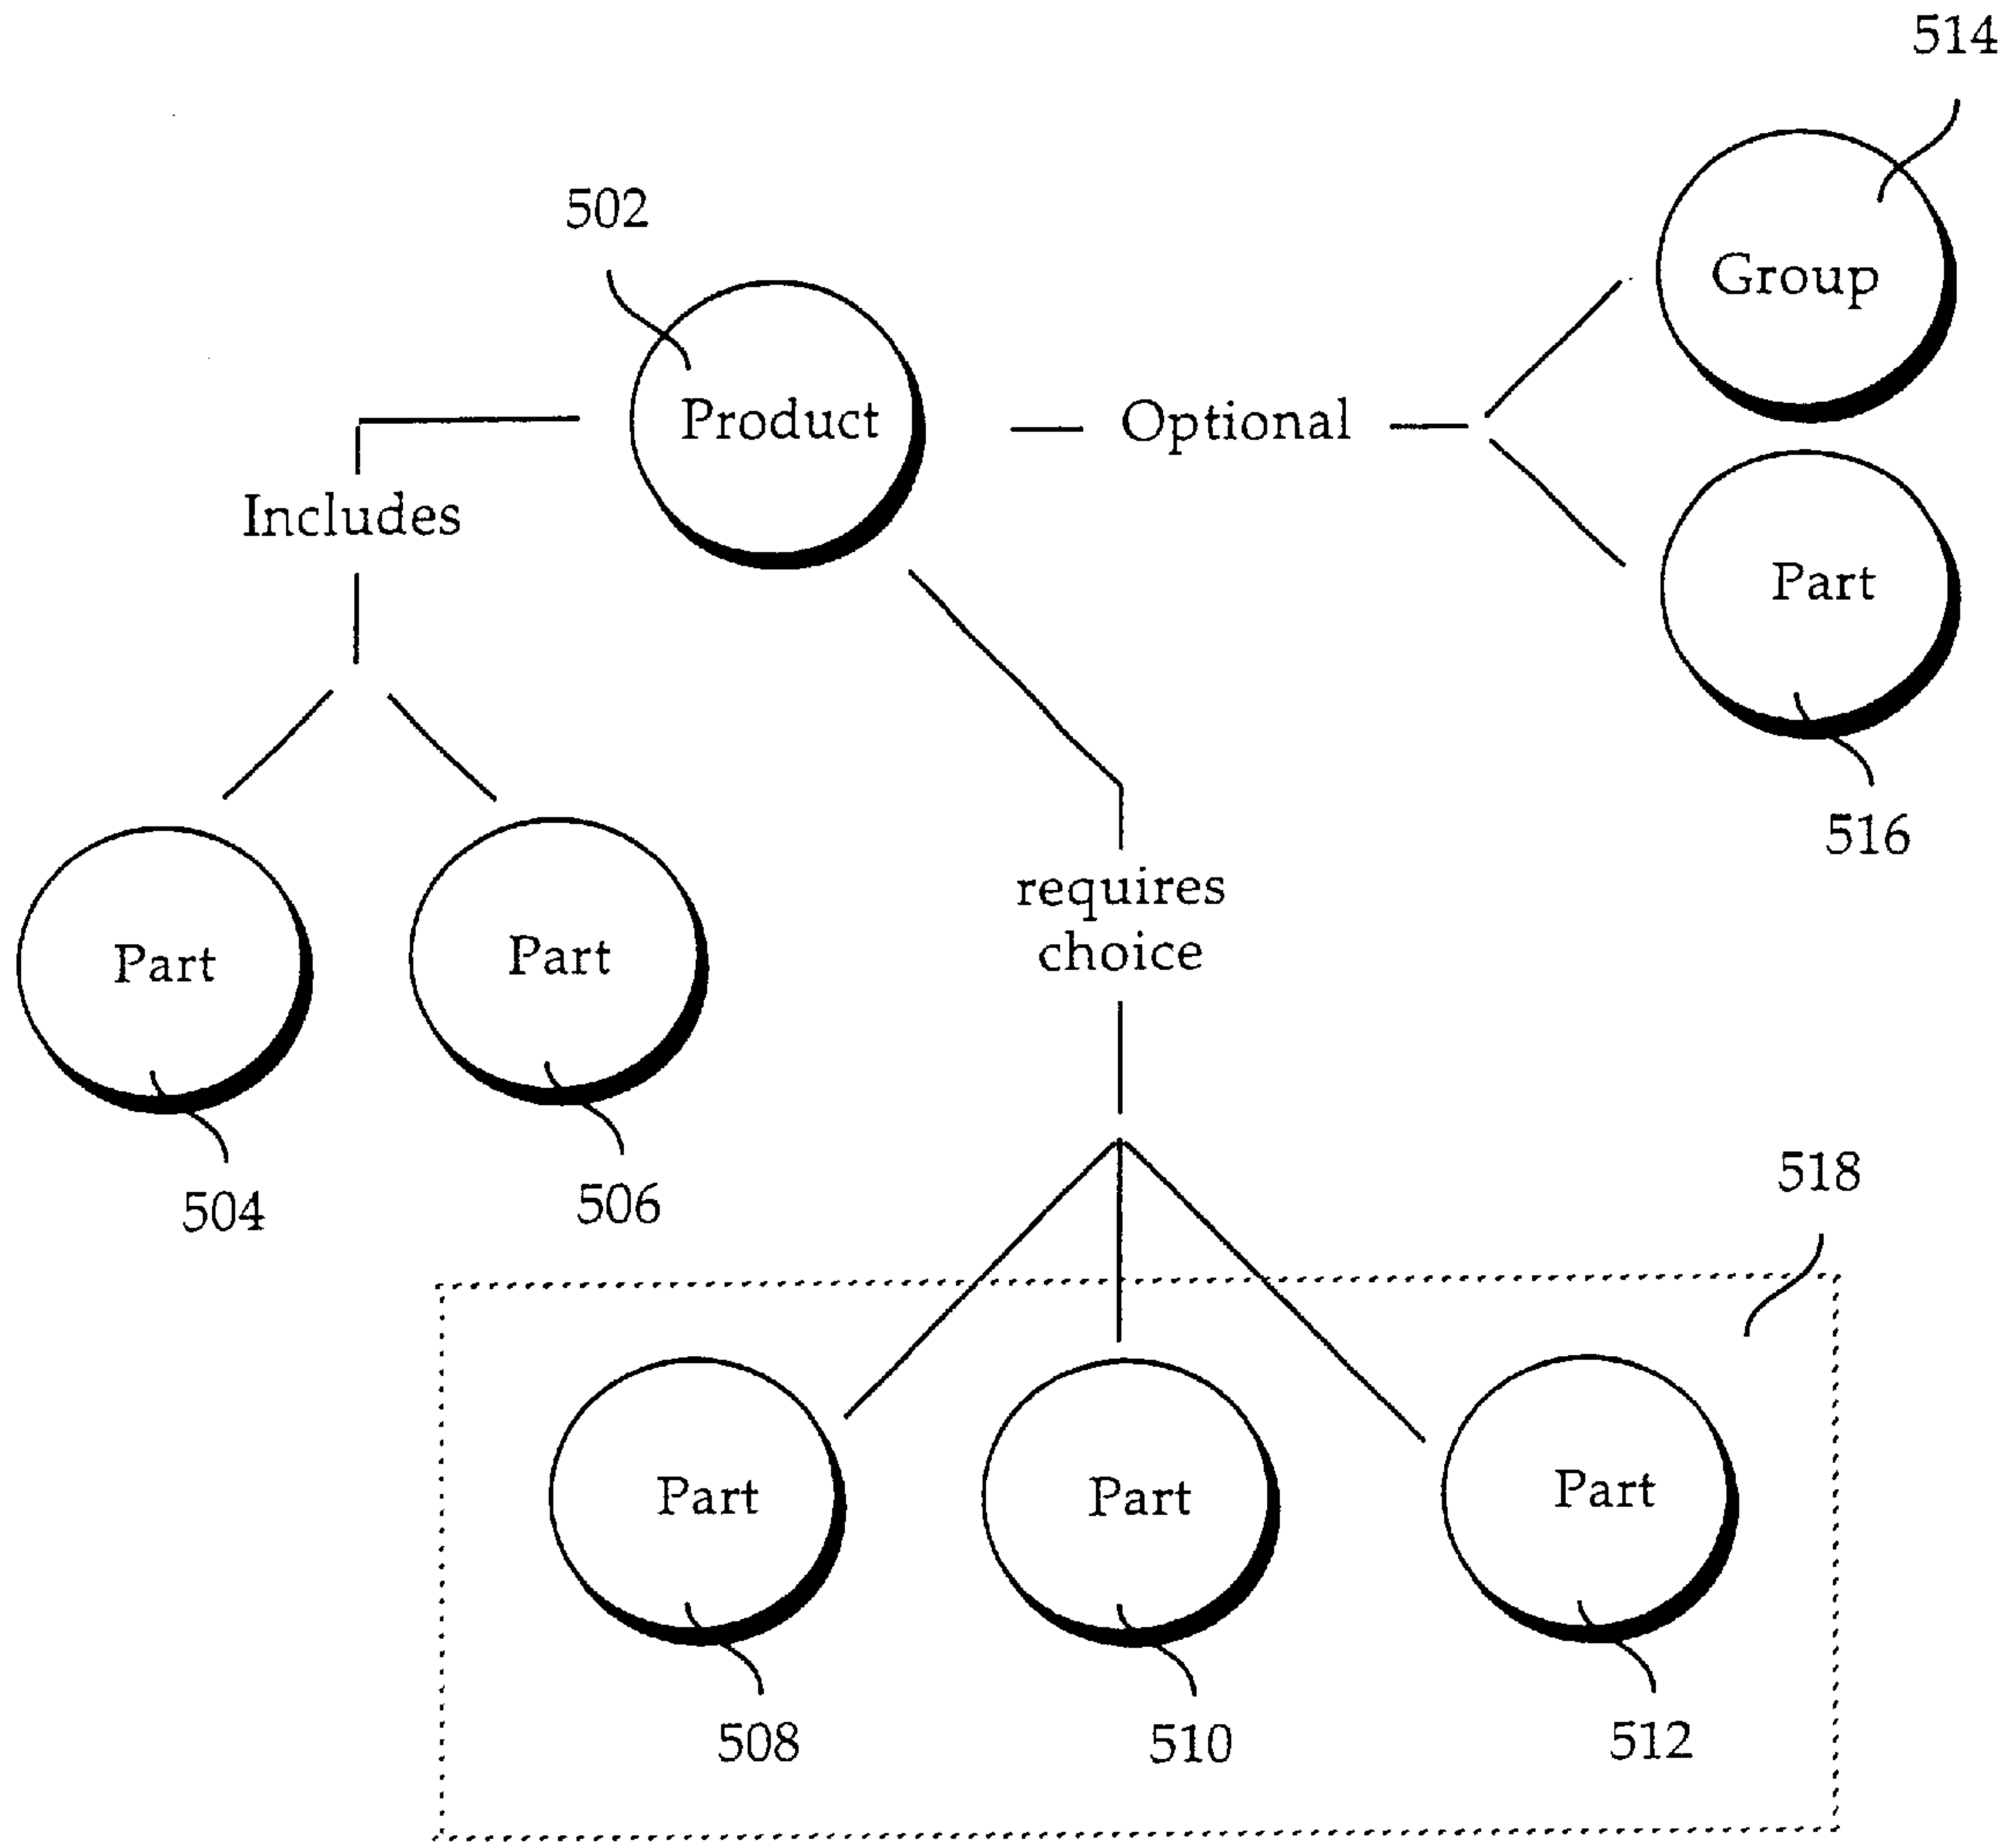 514
502
Group
Product
Optional
Includes
Part
516
requires
choice
Part
Part
504
506
518
Part
Part
Part
508
510
512